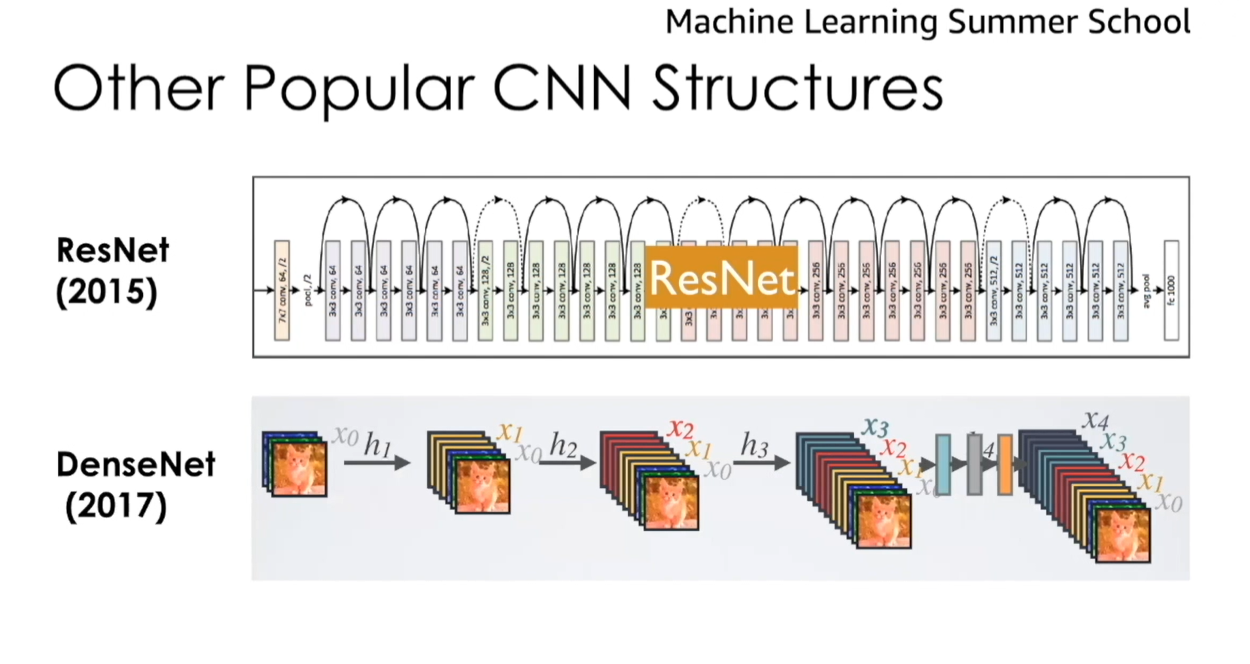 Machine Learning Summer School
Other Popular CNN Structures
ResNet
(2015)
7x7 conv, 64, /2
pool, /2
3x3 conv, 64
3x3 conv, 64
3x3 conv, 64
3x3 conv, 64
3x3 conv, 64
3x3 conv, 64
3x3 conv, 128, /2
3x3 conv, 128
3x3 conv, 128
3x3 conv, 128
3x3 conv, 128
3x3 conv, 128
3x3 conv, 128
ResNet
3x3 conv, 256
3x3 conv, 256
3x3 conv, 256
3x3 conv, 256
3x3 conv, 256
3x3 conv, 256
3x3 conv, 256
3x3 conv, 512, /2
3x3 conv, 512
3x3 conv, 512
3x3 conv, 512
3x3 conv, 512
3x3 conv, 512
avg pool
fc 1000
DenseNet
(2017)
x0
h1
x1
x0
h2
x2
x1
x0
h3
x3
x2
4
x4
x3
x2
x1
x0